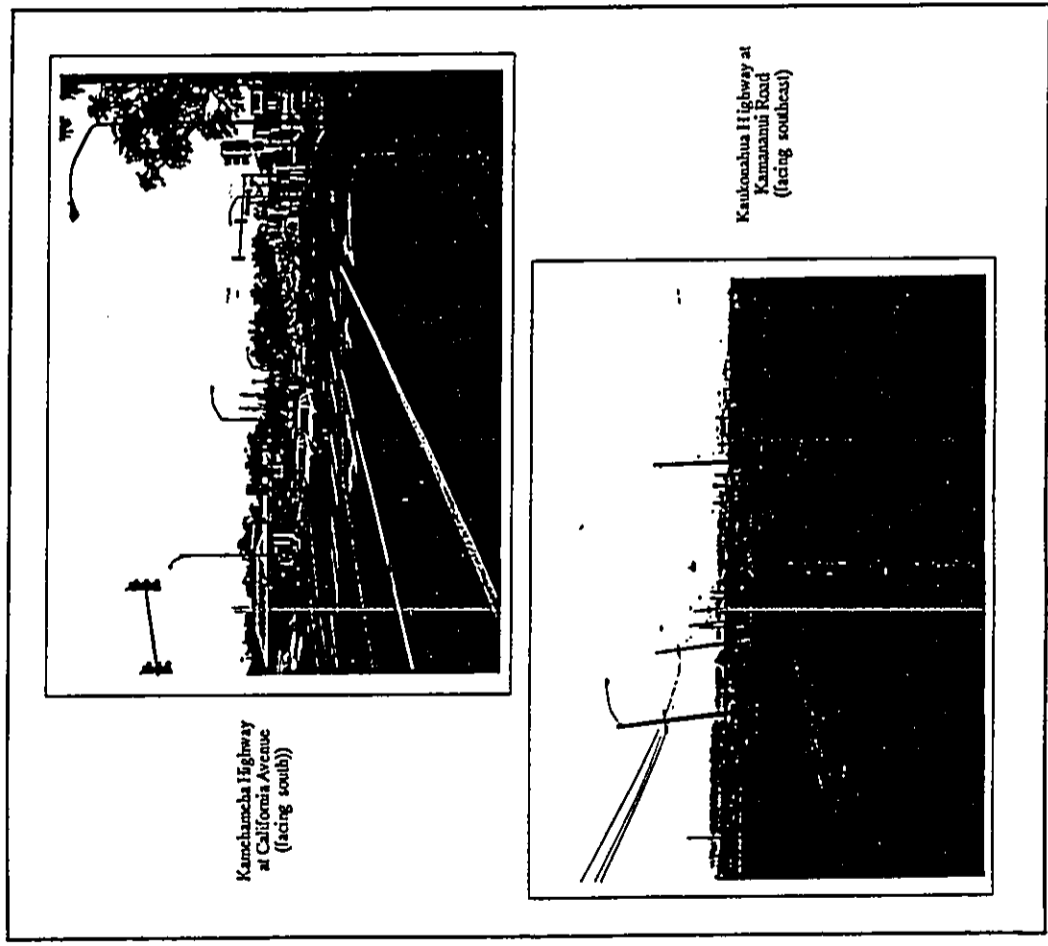 Kamehameha Highway
at California Avenue
((facing south))
Kaukonahua Highway at
Kamananui Road
((facing southeast)